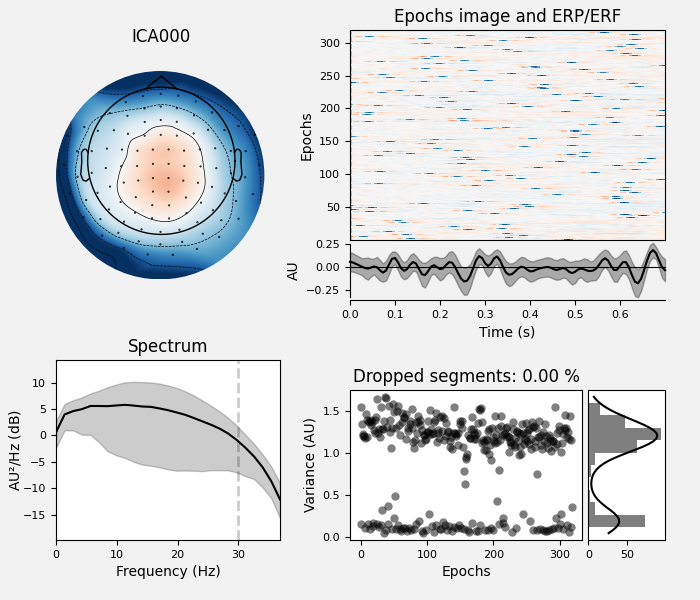 ICA000
Epochs image and ERP/ERF
300
250
200
150
100
50
Epochs
0.25
0.00
−0.25
AU
0.0 0.1 0.2 0.3 0.4 0.5 0.6
Time (s)
Spectrum
10
5
0
−5
−10
−15
AU²/Hz (dB)
0 10 20 30
Frequency (Hz)
Dropped segments: 0.00 %
1.5
1.0
0.5
0.0
Variance (AU)
0 100 200 300
Epochs
0 50